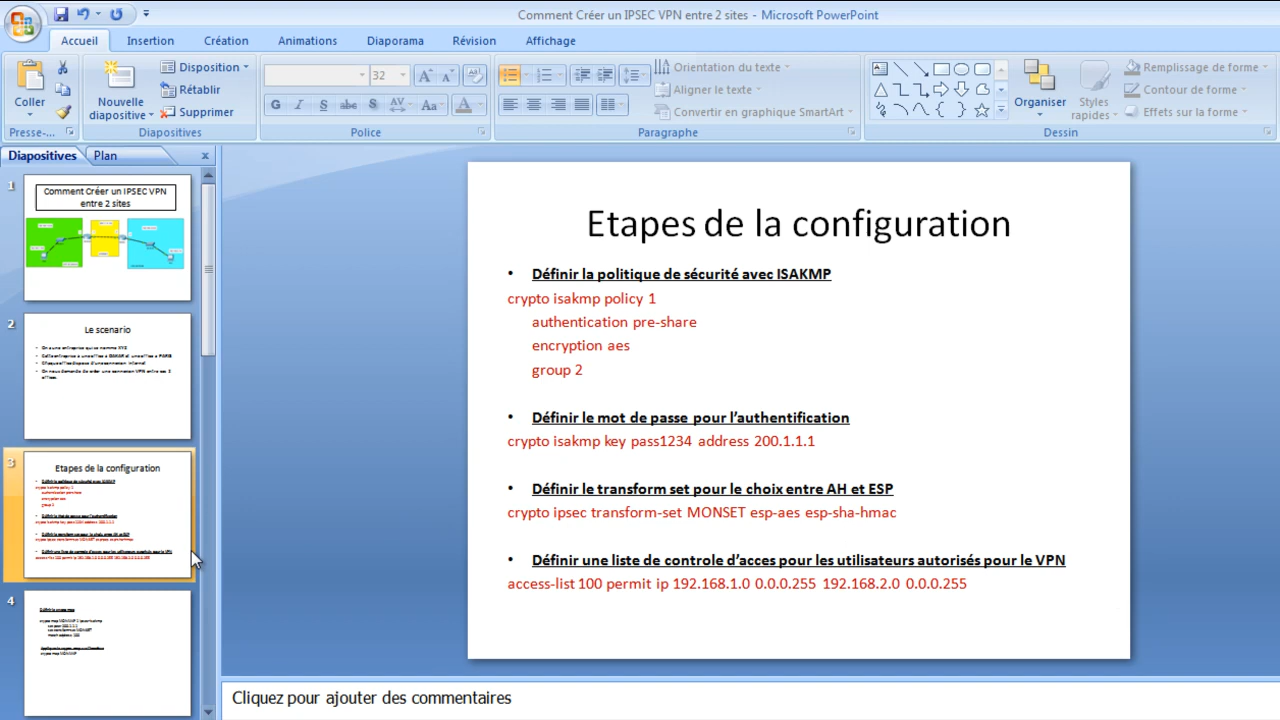 Comment Créer un IPSEC VPN entre 2 sites - Microsoft PowerPoint
Accueil Insertion Création Animations Diaporama Révision Affichage
Coller
Presse-...
Nouvelle diapositive
Disposition
Rétablir
Supprimer
Diapositives
32
Police
Orientation du texte
Aligner le texte
Convertir en graphique SmartArt
Paragraphe
Organiser
Styles rapides
Remplissage de forme
Contour de forme
Effets sur la forme
Dessin
Diapositives Plan
1
Comment Créer un IPSEC VPN
entre 2 sites
2
Le scenario
3
Etapes de la configuration
4
Etapes de la configuration
• Définir la politique de sécurité avec ISAKMP
crypto isakmp policy 1
authentication pre-share
encryption aes
group 2
• Définir le mot de passe pour l’authentification
crypto isakmp key pass1234 address 200.1.1.1
• Définir le transform set pour le choix entre AH et ESP
crypto ipsec transform-set MONSET esp-aes esp-sha-hmac
• Définir une liste de controle d’acces pour les utilisateurs autorisés pour le VPN
access-list 100 permit ip 192.168.1.0 0.0.0.255 192.168.2.0 0.0.0.255
Cliquez pour ajouter des commentaires